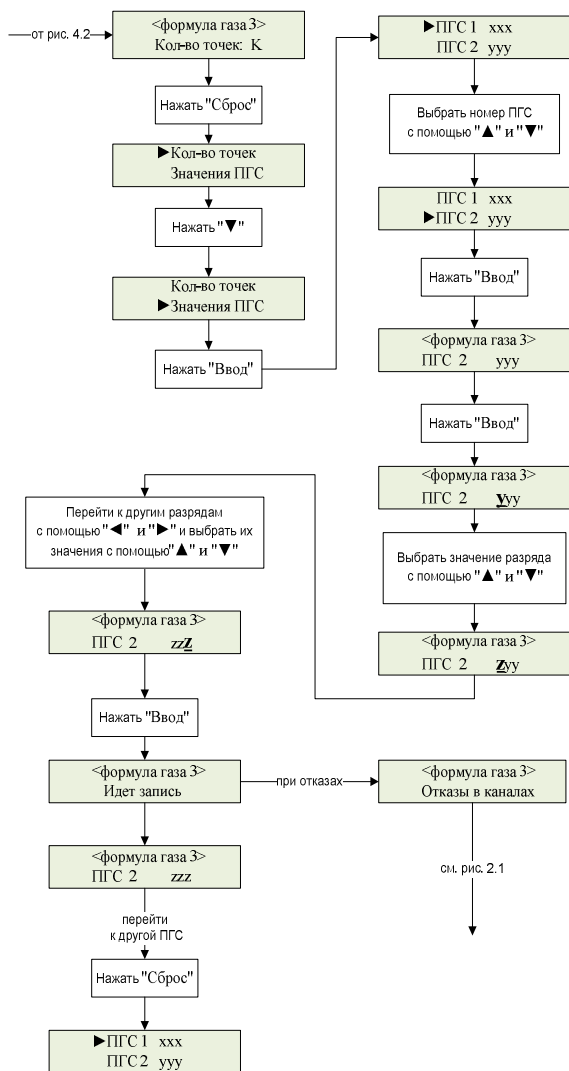 от рис. 4.2
<формула газа 3>
Кол-во точек: K
Нажать "Сброс"
▶Кол-во точек
Значения ПГС
Нажать "▼"
Кол-во точек
▶Значения ПГС
Нажать "Ввод"
▶ПГС 1 xxx
ПГС 2 yyy
Выбрать номер ПГС
с помощью "▲" и "▼"
ПГС 1 xxx
▶ПГС 2 yyy
Нажать "Ввод"
<формула газа 3>
ПГС 2 yyy
Нажать "Ввод"
<формула газа 3>
ПГС 2 yyy
Выбрать значение разряда
с помощью "▲" и "▼"
<формула газа 3>
ПГС 2 zyy
Перейти к другим разрядам
с помощью "◀" и "▶" и выбрать их
значения с помощью"▲" и "▼"
<формула газа 3>
ПГС 2 zzz
Нажать "Ввод"
<формула газа 3>
Идет запись
при отказах
<формула газа 3>
Отказы в каналах
см. рис. 2.1
<формула газа 3>
ПГС 2 zzz
перейти
к другой ПГС
Нажать "Сброс"
▶ПГС 1 xxx
ПГС 2 yyy